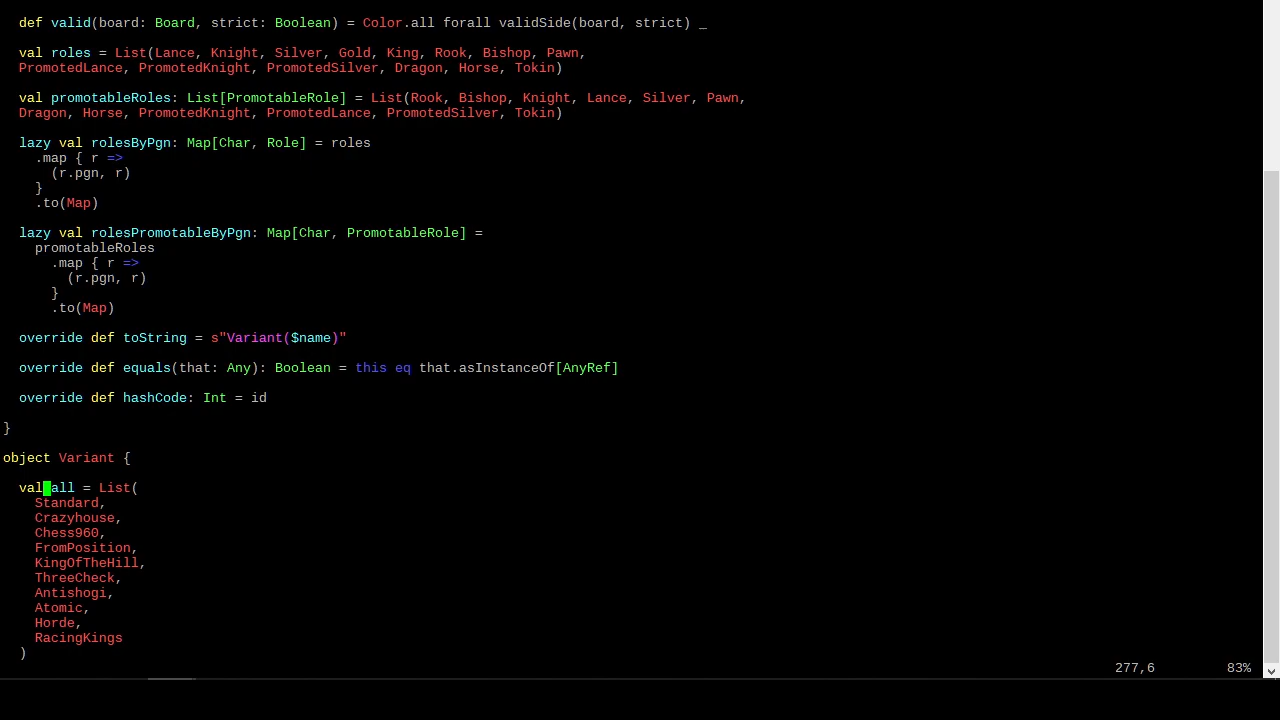 def valid(board: Board, strict: Boolean) = Color.all forall validSide(board, strict) _
val roles = List(Lance, Knight, Silver, Gold, King, Rook, Bishop, Pawn,
PromotedLance, PromotedKnight, PromotedSilver, Dragon, Horse, Tokin)
val promotableRoles: List[PromotableRole] = List(Rook, Bishop, Knight, Lance, Silver, Pawn,
Dragon, Horse, PromotedKnight, PromotedLance, PromotedSilver, Tokin)
lazy val rolesByPgn: Map[Char, Role] = roles
.map { r =>
(r.pgn, r)
}
.to(Map)
lazy val rolesPromotableByPgn: Map[Char, PromotableRole] =
promotableRoles
.map { r =>
(r.pgn, r)
}
.to(Map)
override def toString = s"Variant($name)"
override def equals(that: Any): Boolean = this eq that.asInstanceOf[AnyRef]
override def hashCode: Int = id
}
object Variant {
val all = List(
Standard,
Crazyhouse,
Chess960,
FromPosition,
KingOfTheHill,
ThreeCheck,
Antishogi,
Atomic,
Horde,
RacingKings
)
277,6 83%